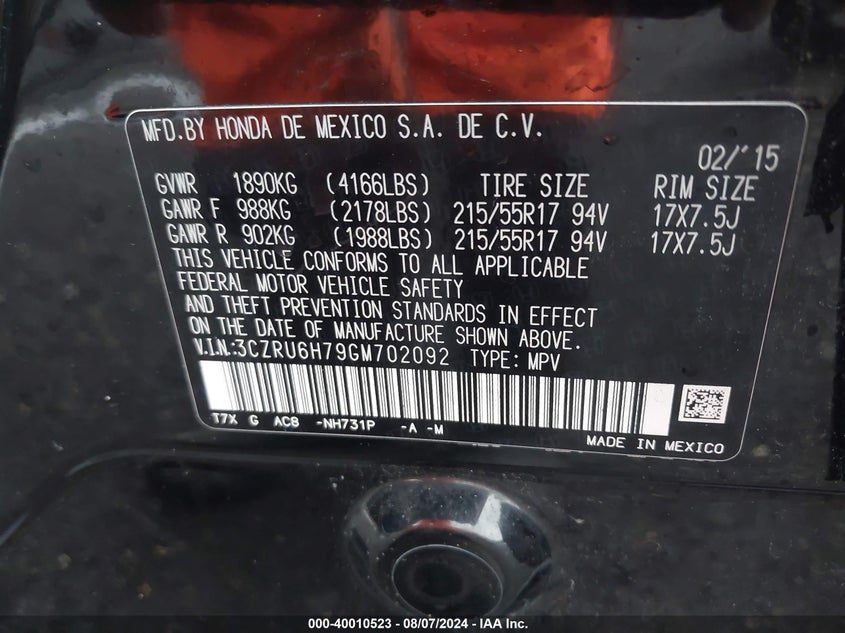 MFD.BY HONDA DE MEXICO S.A. DE C.V.
02/'15
GVWR 1890KG (4166LBS) TIRE SIZE RIM SIZE
GAWR F 988KG (2178LBS) 215/55R17 94V 17X7.5J
GAWR R 902KG (1988LBS) 215/55R17 94V 17X7.5J
THIS VEHICLE CONFORMS TO ALL APPLICABLE
FEDERAL MOTOR VEHICLE SAFETY
AND THEFT PREVENTION STANDARDS IN EFFECT
ON THE DATE OF MANUFACTURE SHOWN ABOVE.
V.I.N.:3CZRU6H79GM702092 TYPE: MPV
T7X G AC8 -NH731P -A -M
MADE IN MEXICO
000-40010523 - 08/07/2024 - IAA Inc.